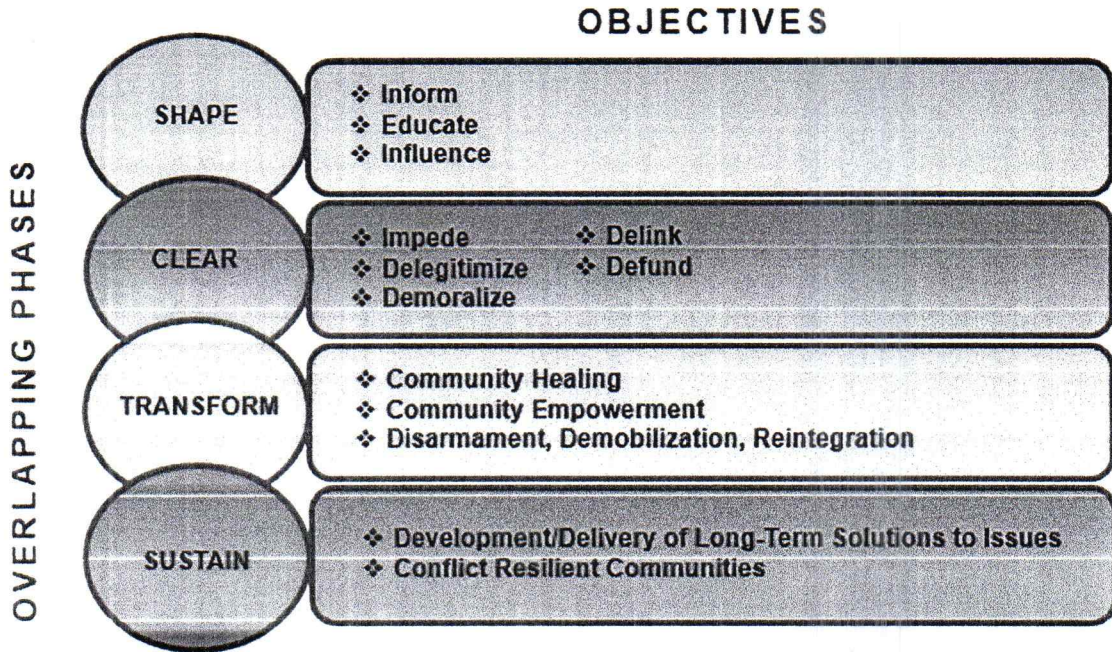 OBJECTIVES
OVERLAPPING PHASES
SHAPE
❖ Inform
❖ Educate
❖ Influence
CLEAR
❖ Impede
❖ Delegitimize
❖ Demoralize
❖ Delink
❖ Defund
TRANSFORM
❖ Community Healing
❖ Community Empowerment
❖ Disarmament, Demobilization, Reintegration
SUSTAIN
❖ Development/Delivery of Long-Term Solutions to Issues
❖ Conflict Resilient Communities